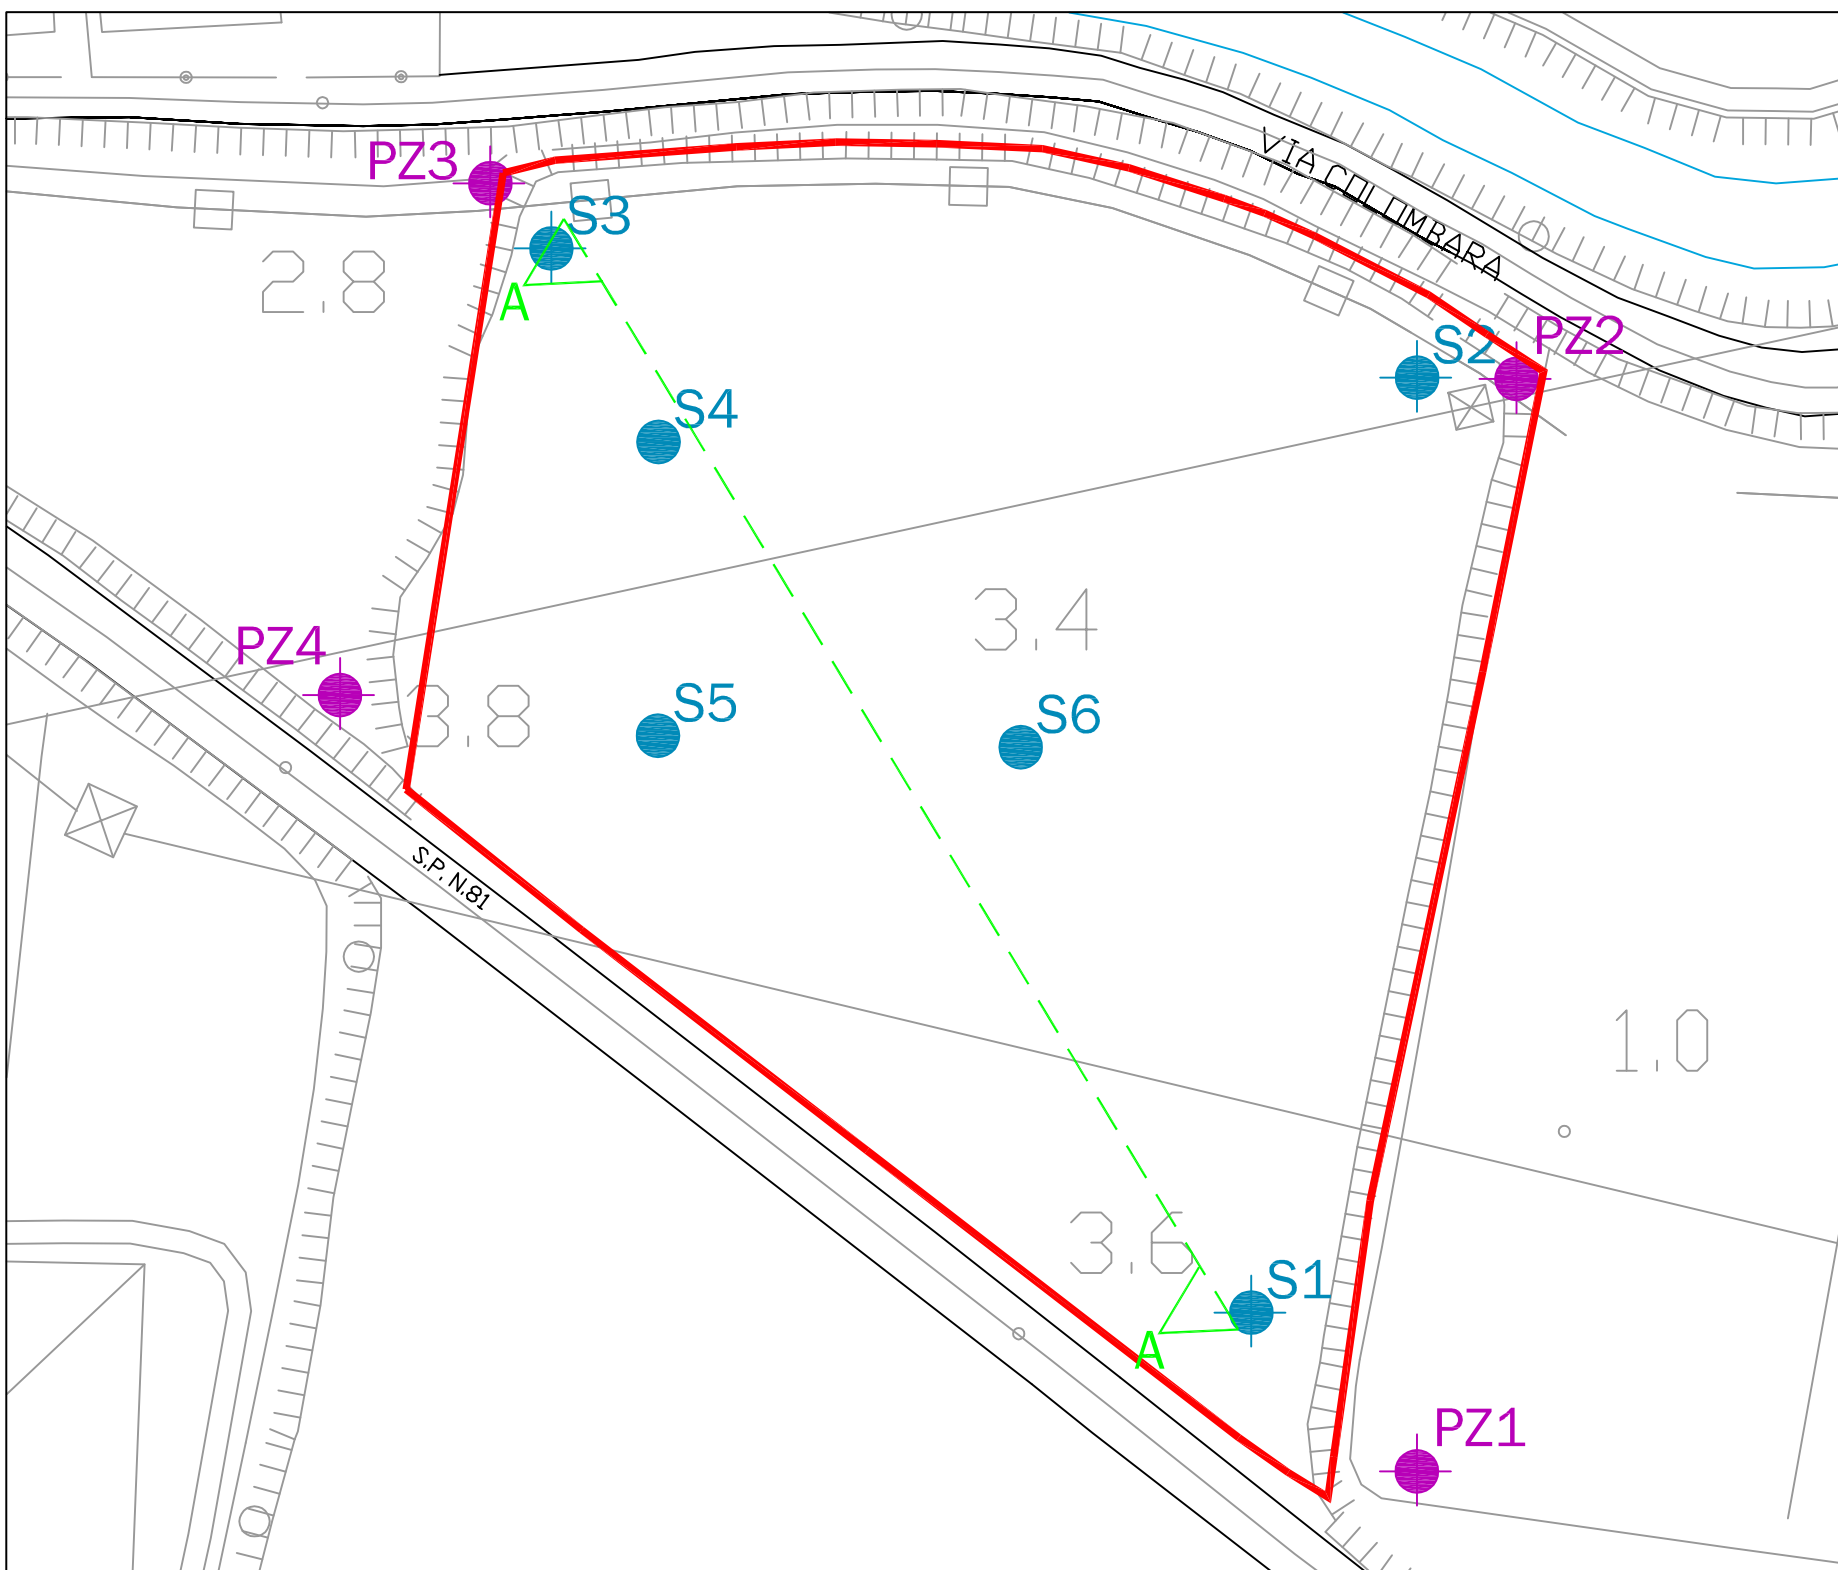 VIA COLOMBARA
PZ3
S3
2,8
A
S2
PZ2
S4
3,4
PZ4
3,8
S5
S6
S.P. N.81
1,0
3,6
S1
A
PZ1